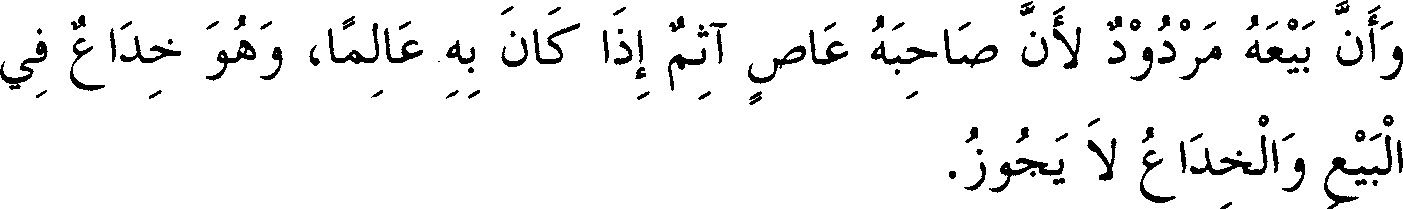 وَأَنَّ بَيْعَهُ مَرْدُوْدٌ لأَنَّ صَاحِبَهُ عَاصٍ آثِمٌ إِذَا كَانَ بِهِ عَالِمًا، وَهُوَ خِدَاعٌ فِي
الْبَيْعِ وَالْخِدَاعُ لاَ يَجُوزُ.